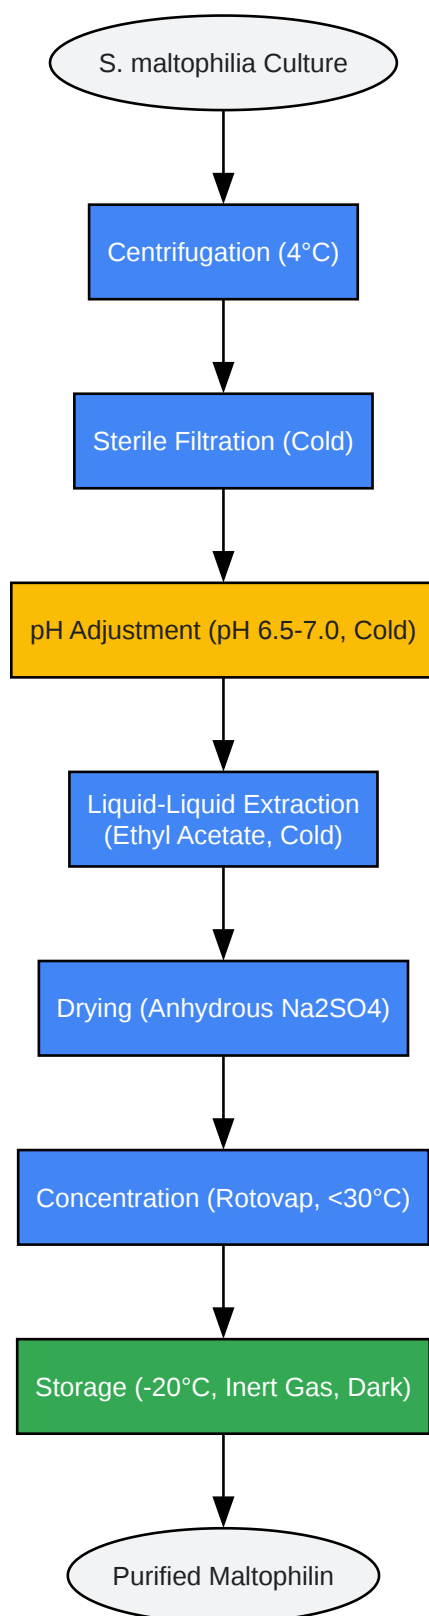 S. maltophilia Culture
Centrifugation (4°C)
Sterile Filtration (Cold)
pH Adjustment (pH 6.5-7.0, Cold)
Liquid-Liquid Extraction
(Ethyl Acetate, Cold)
Drying (Anhydrous Na2SO4)
Concentration (Rotovap, <30°C)
Storage (-20°C, Inert Gas, Dark)
Purified Maltophilin